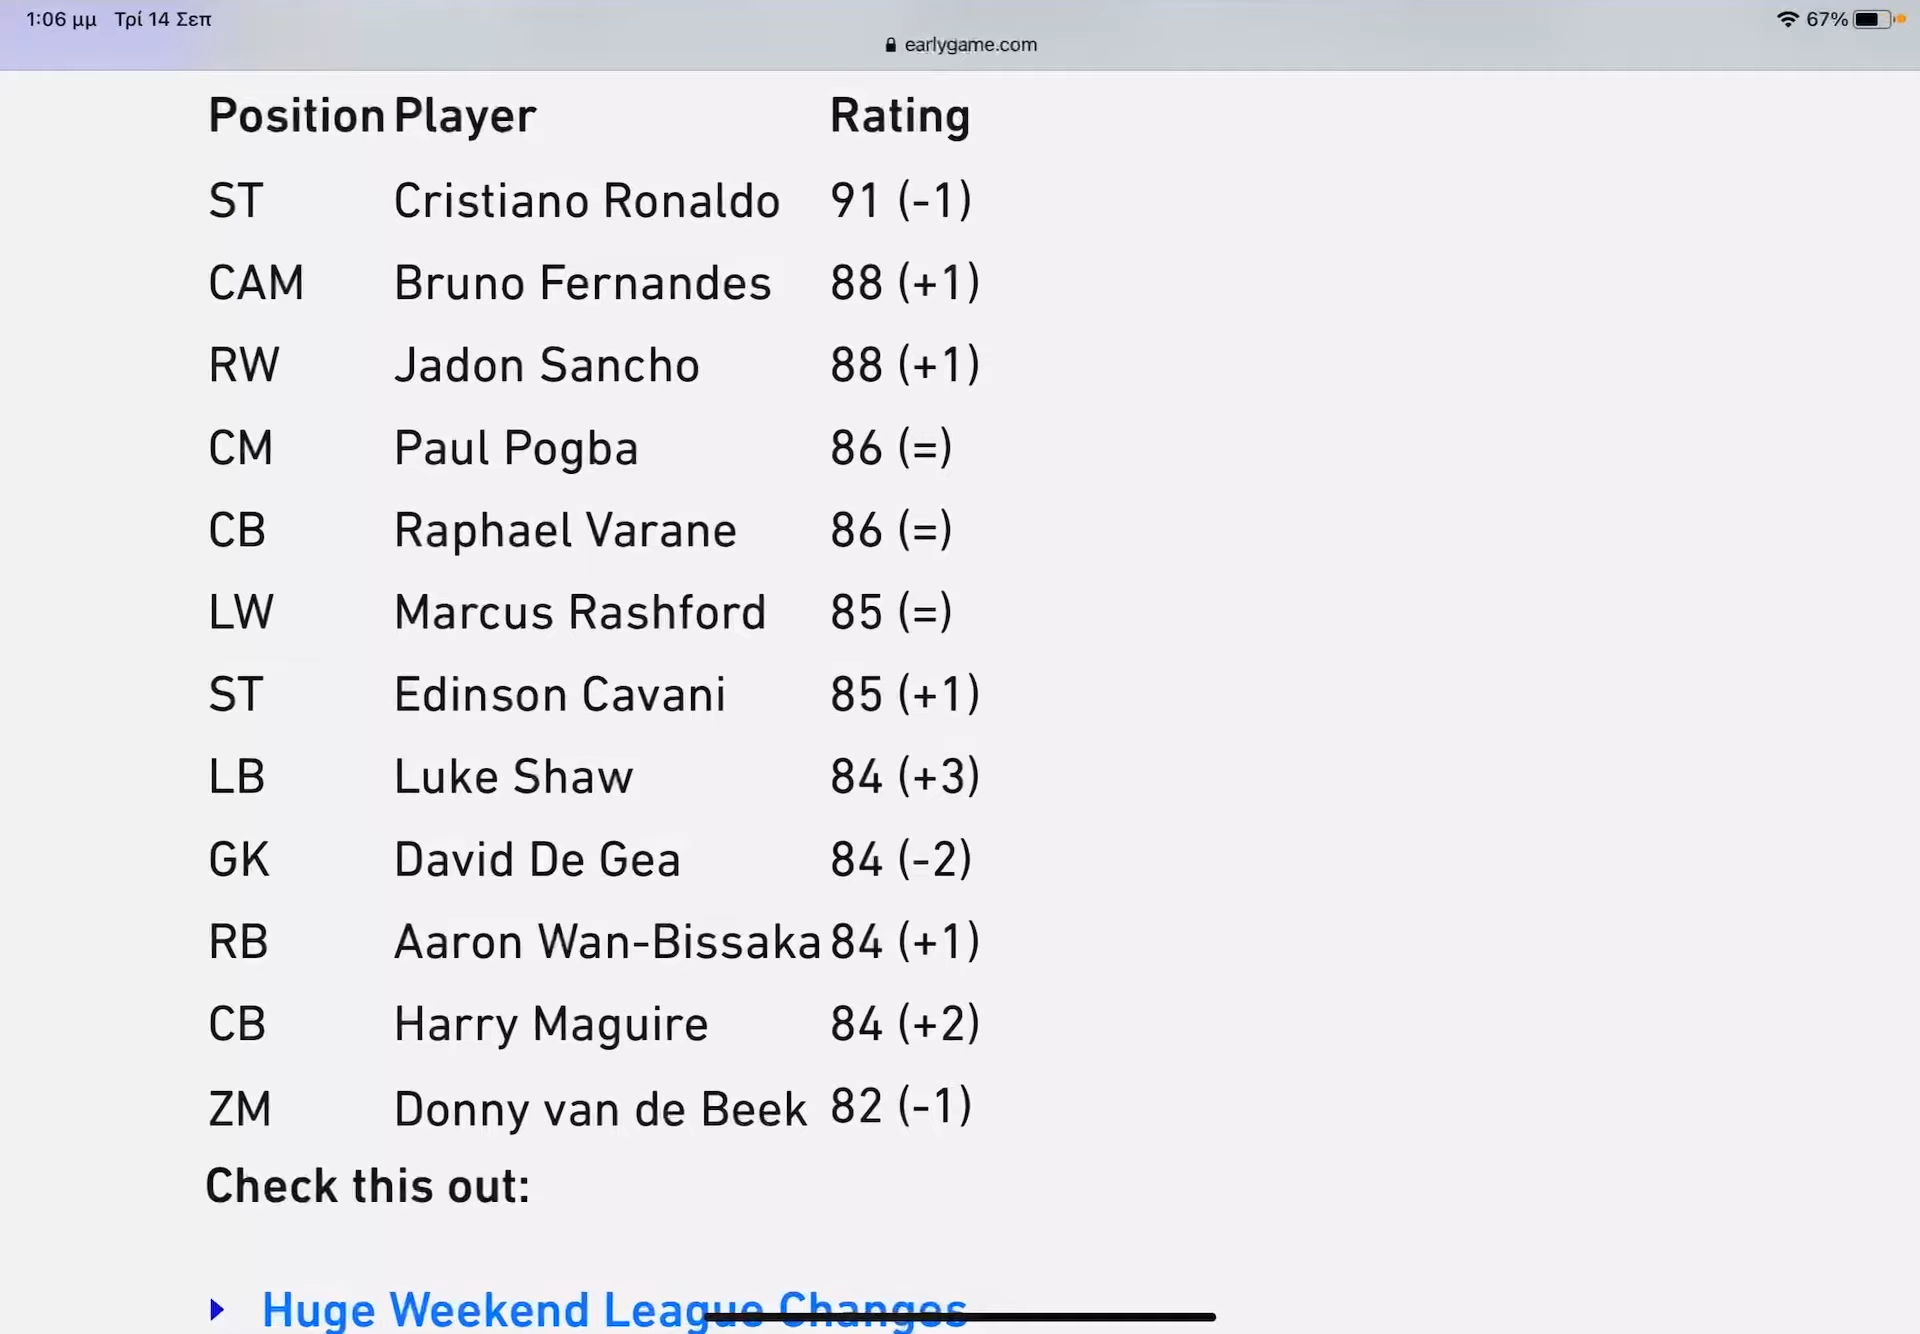 1:06 μμ Τρί 14 Σεπ
67%
earlygame.com
Position Player Rating
ST Cristiano Ronaldo 91 (-1)
CAM Bruno Fernandes 88 (+1)
RW Jadon Sancho 88 (+1)
CM Paul Pogba 86 (=)
CB Raphael Varane 86 (=)
LW Marcus Rashford 85 (=)
ST Edinson Cavani 85 (+1)
LB Luke Shaw 84 (+3)
GK David De Gea 84 (-2)
RB Aaron Wan-Bissaka 84 (+1)
CB Harry Maguire 84 (+2)
ZM Donny van de Beek 82 (-1)
Check this out:
Huge Weekend League Changes